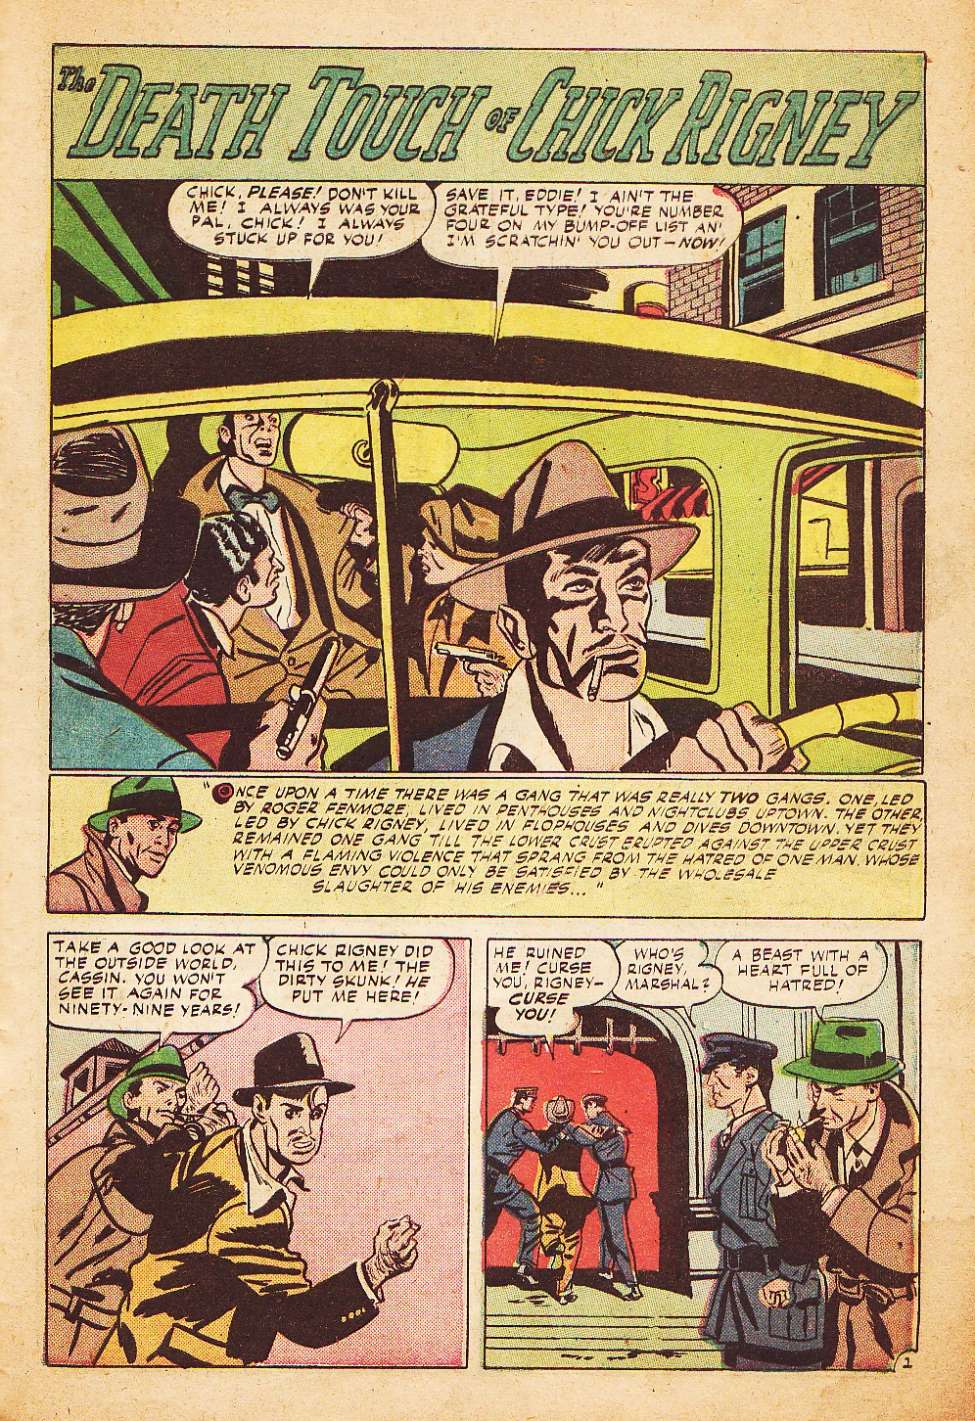 The DEATH TOUCH OF CHICK RIGNEY
CHICK, PLEASE! DON'T KILL
ME! I ALWAYS WAS YOUR
PAL, CHICK! I ALWAYS
STUCK UP FOR YOU!
SAVE IT, EDDIE! I AIN'T THE
GRATEFUL TYPE! YOU'RE NUMBER
FOUR ON MY BUMP-OFF LIST AN'
I'M SCRATCHIN' YOU OUT—NOW!
"ONCE UPON A TIME THERE WAS A GANG THAT WAS REALLY TWO GANGS. ONE, LED
BY ROGER FENMORE, LIVED IN PENTHOUSES AND NIGHTCLUBS UPTOWN. THE OTHER,
LED BY CHICK RIGNEY, LIVED IN FLOPHOUSES AND DIVES DOWNTOWN. YET THEY
REMAINED ONE GANG TILL THE LOWER CRUST ERUPTED AGAINST THE UPPER CRUST
WITH A FLAMING VIOLENCE THAT SPRANG FROM THE HATRED OF ONE MAN, WHOSE
VENOMOUS ENVY COULD ONLY BE SATISFIED BY THE WHOLESALE
SLAUGHTER OF HIS ENEMIES..."
TAKE A GOOD LOOK AT
THE OUTSIDE WORLD,
CASSIN. YOU WON'T
SEE IT AGAIN FOR
NINETY-NINE YEARS!
CHICK RIGNEY DID
THIS TO ME! THE
DIRTY SKUNK! HE
PUT ME HERE!
HE RUINED
ME! CURSE
YOU, RIGNEY—
CURSE
YOU!
WHO'S
RIGNEY,
MARSHAL?
A BEAST WITH A
HEART FULL OF
HATRED!
1